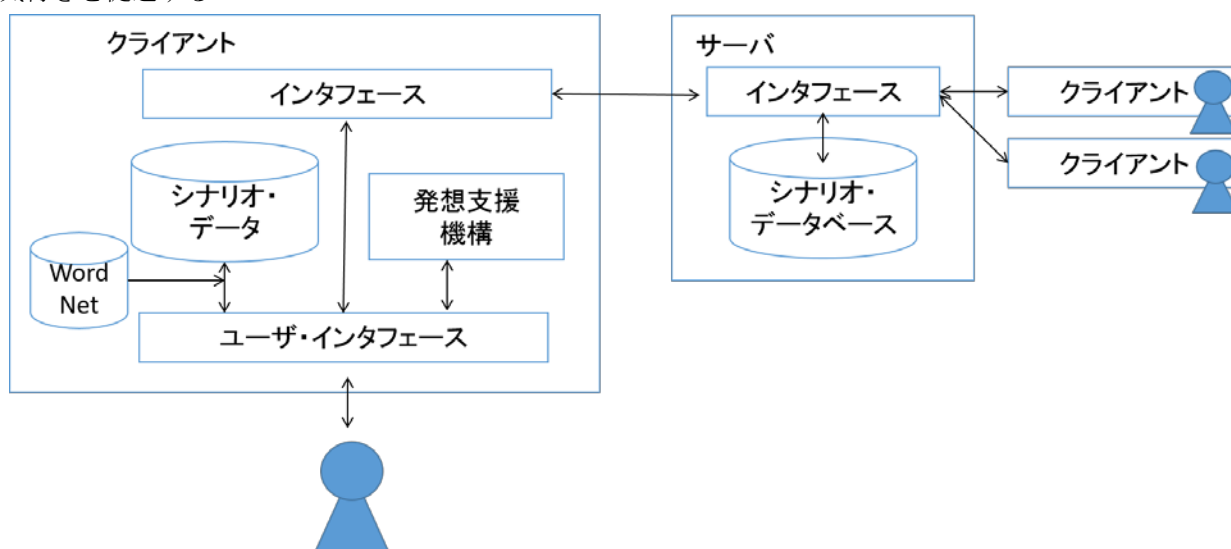 クライアント
インタフェース
シナリオ・
データ
発想支援
機構
Word
Net
ユーザ・インタフェース
サーバ
インタフェース
シナリオ・
データベース
クライアント
クライアント